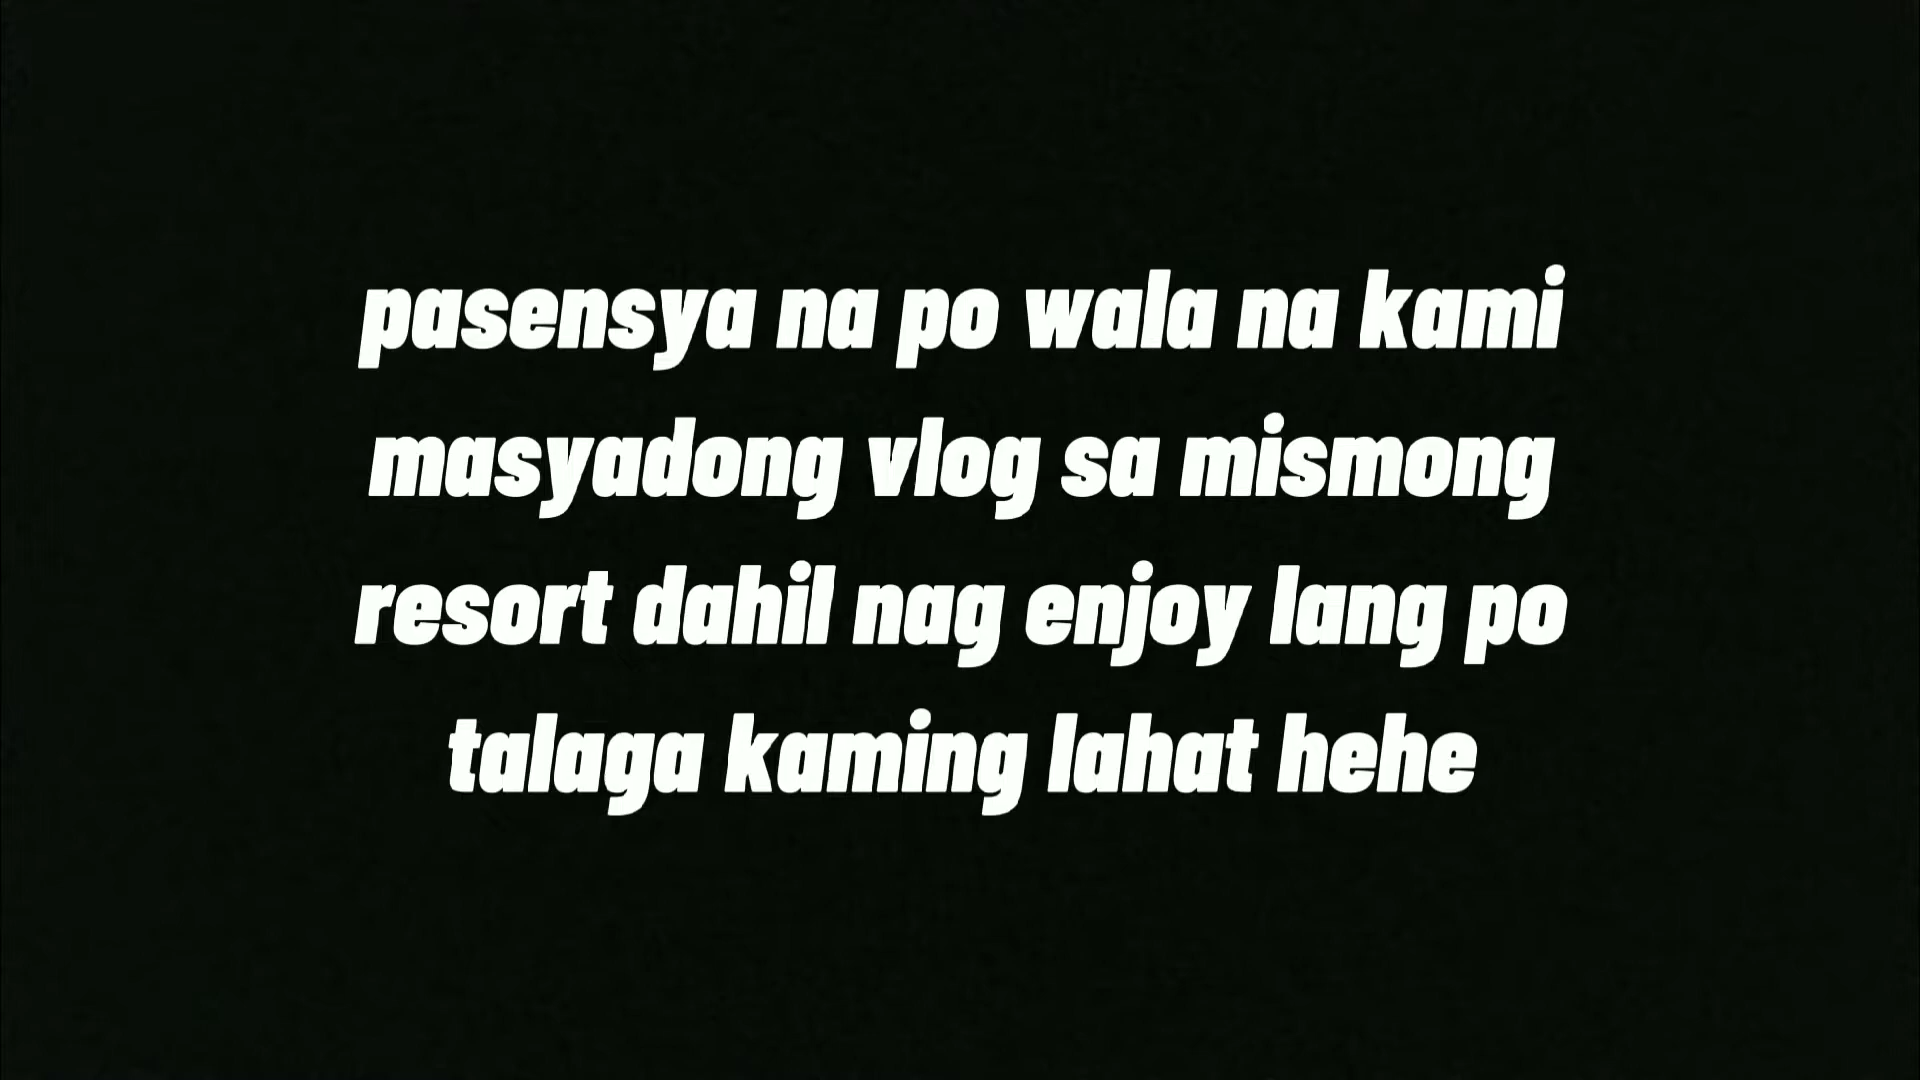 pasensya na po wala na kami
masyadong vlog sa mismong
resort dahil nag enjoy lang po
talaga kaming lahat hehe